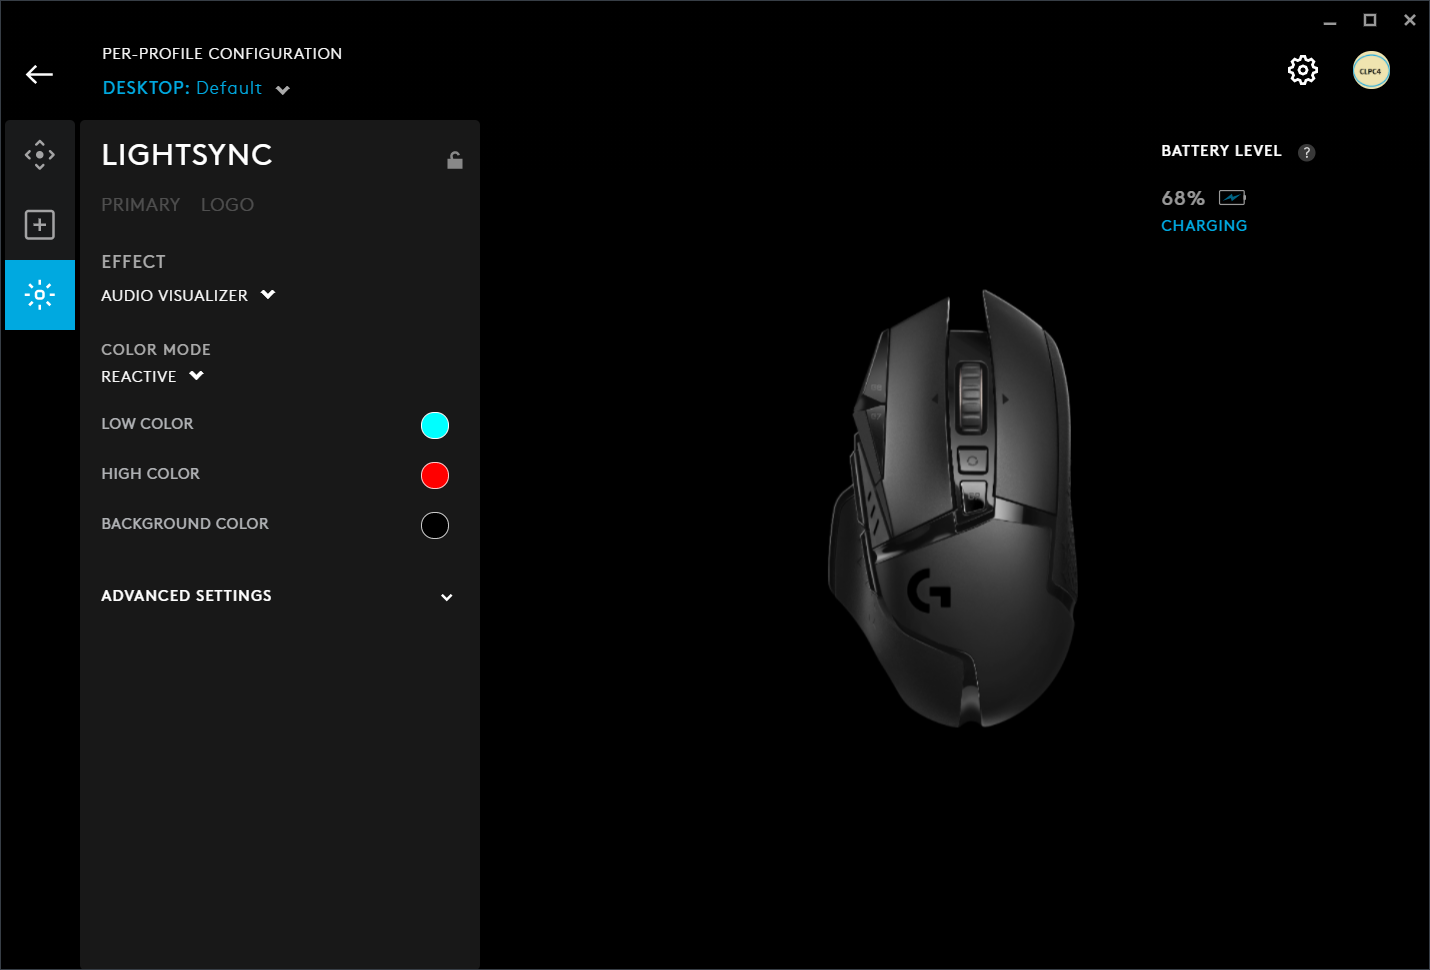 PER-PROFILE CONFIGURATION
DESKTOP: Default
CLPC4
LIGHTSYNC
PRIMARY LOGO
EFFECT
AUDIO VISUALIZER
COLOR MODE
REACTIVE
LOW COLOR
HIGH COLOR
BACKGROUND COLOR
ADVANCED SETTINGS
BATTERY LEVEL ?
68%
CHARGING